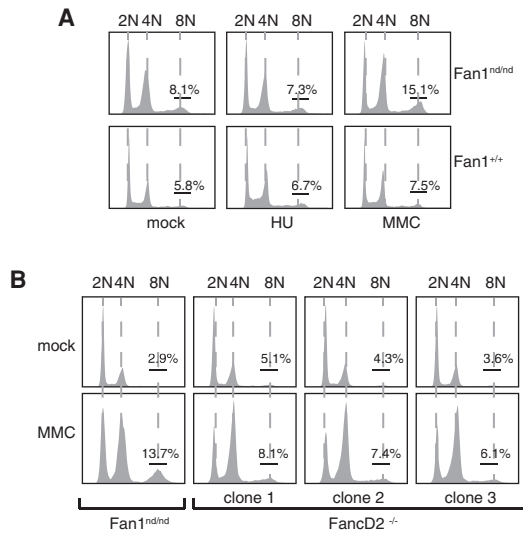 A
2N 4N 8N 2N 4N 8N 2N 4N 8N
8.1% 7.3% 15.1% Fan1nd/nd
5.8% 6.7% 7.5% Fan1+/+
mock HU MMC
B
2N 4N 8N 2N 4N 8N 2N 4N 8N 2N 4N 8N
mock 2.9% 5.1% 4.3% 3.6%
MMC 13.7% 8.1% 7.4% 6.1%
clone 1 clone 2 clone 3
Fan1nd/nd FancD2 -/-